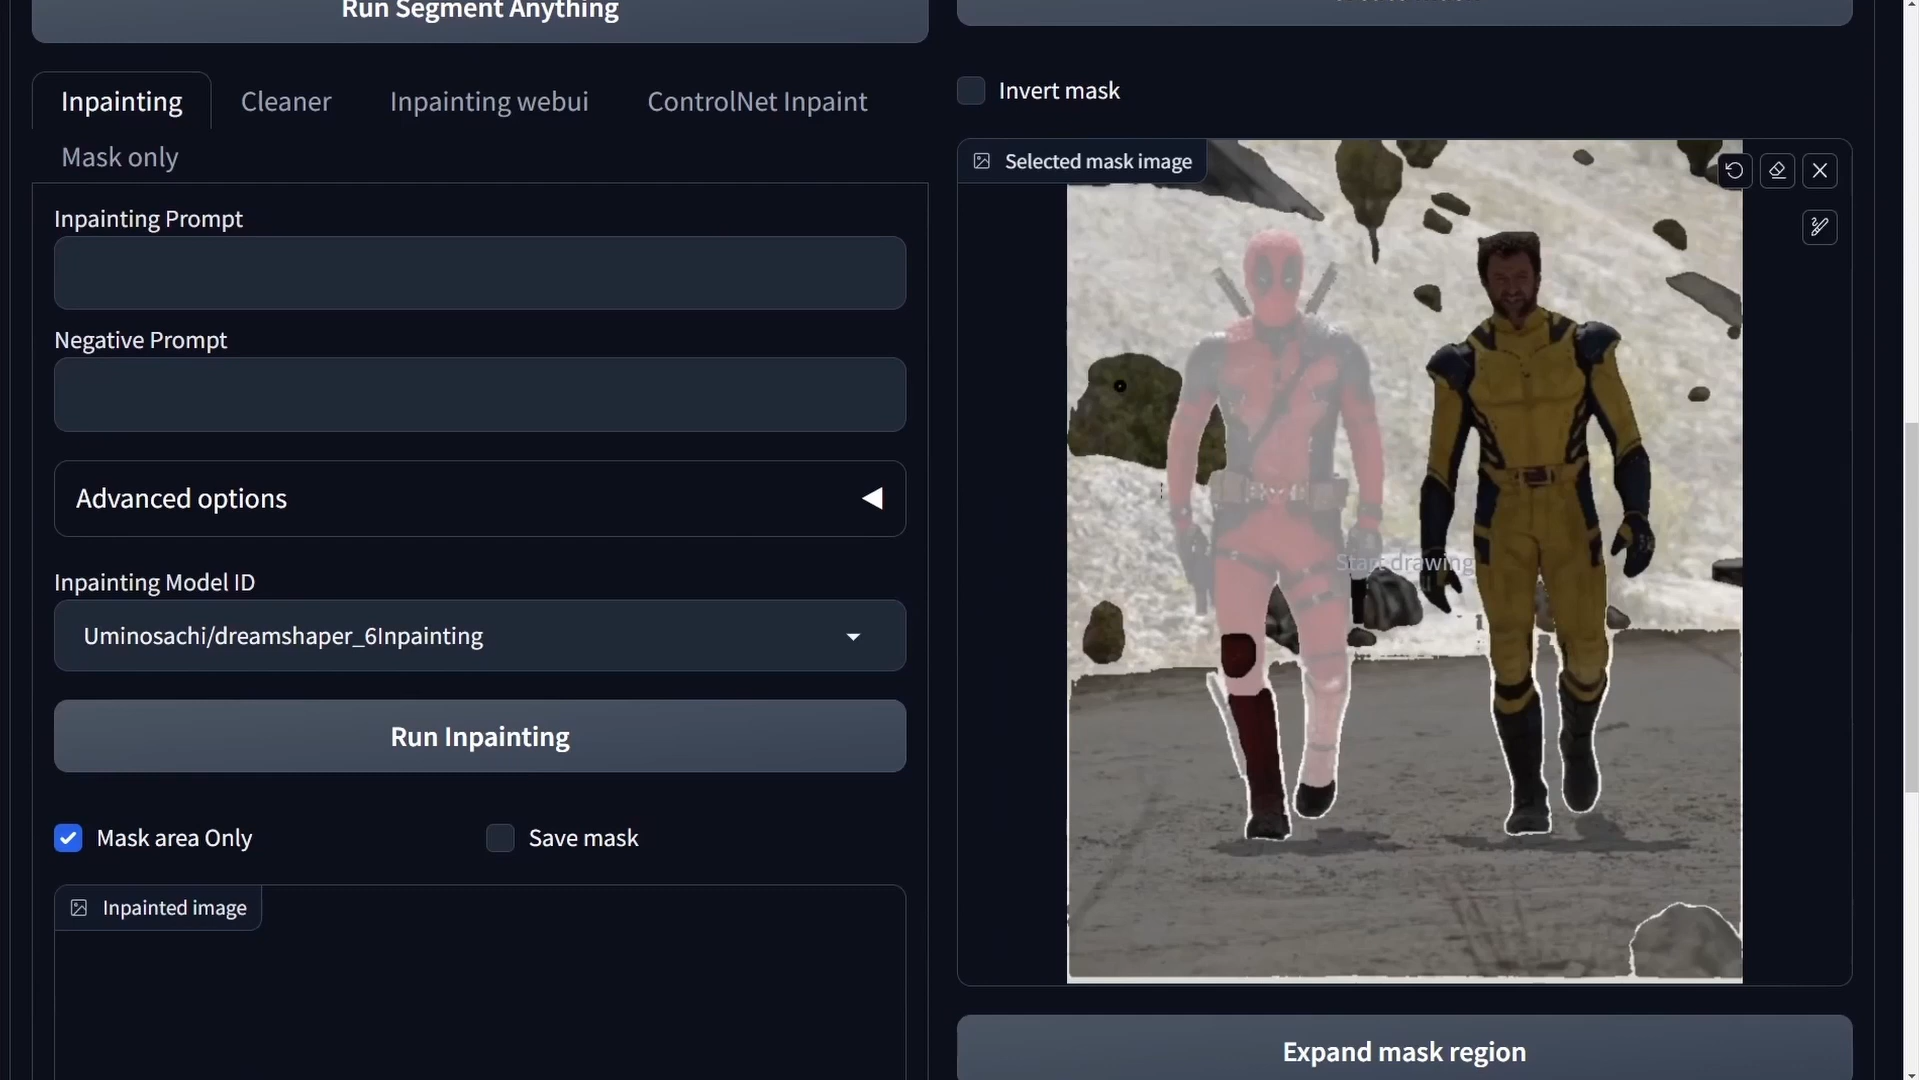 Run Segment Anything
Inpainting
Cleaner
Inpainting webui
ControlNet Inpaint
Mask only
Inpainting Prompt
Negative Prompt
Advanced options
Inpainting Model ID
Uminosachi/dreamshaper_6Inpainting
Run Inpainting
Mask area Only
Save mask
Inpainted image
Invert mask
Selected mask image
Start drawing
Expand mask region